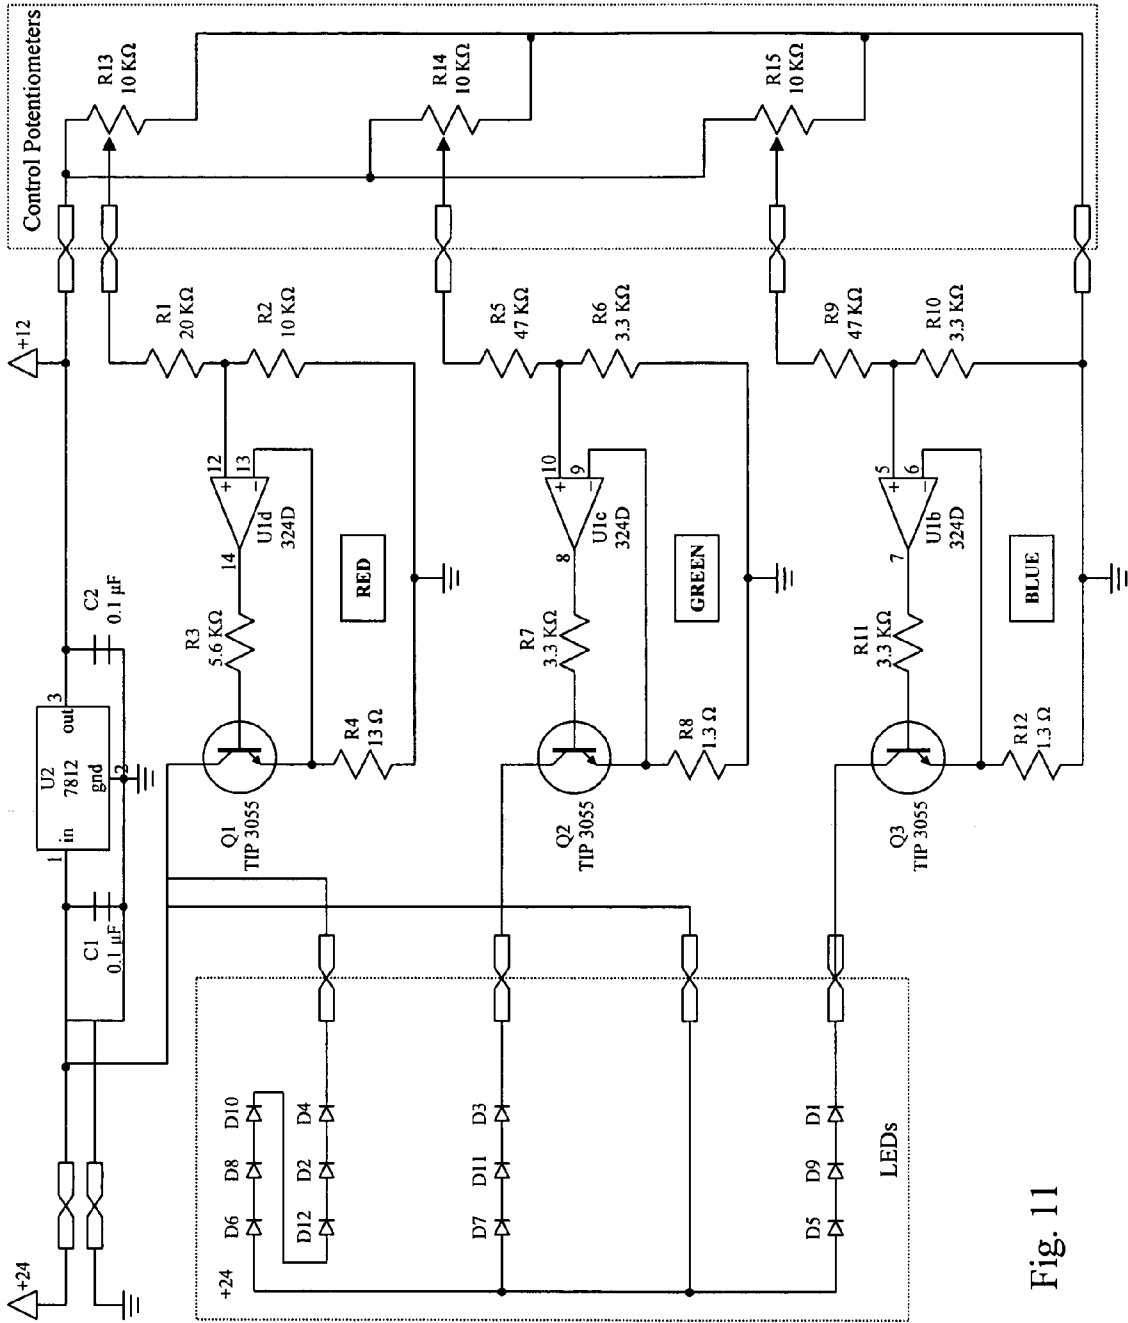 Control Potentiometers
R13
10 KΩ
R14
10 KΩ
R15
10 KΩ
+12
R1
20 KΩ
R2
10 KΩ
R5
47 KΩ
R6
3.3 KΩ
R9
47 KΩ
R10
3.3 KΩ
12
13
+
−
U1d
324D
14
10
9
+
−
U1c
324D
8
5
6
+
−
U1b
324D
7
RED
GREEN
BLUE
C2
0.1 µF
R3
5.6 KΩ
R7
3.3 KΩ
R11
3.3 KΩ
U2
7812
in
out
gnd
1
3
2
R4
13 Ω
R8
1.3 Ω
R12
1.3 Ω
Q1
TIP 3055
Q2
TIP 3055
Q3
TIP 3055
C1
0.1 µF
D10
D4
D3
D1
D8
D2
D11
D9
D6
D12
D7
D5
+24
LEDs
+24
Fig. 11